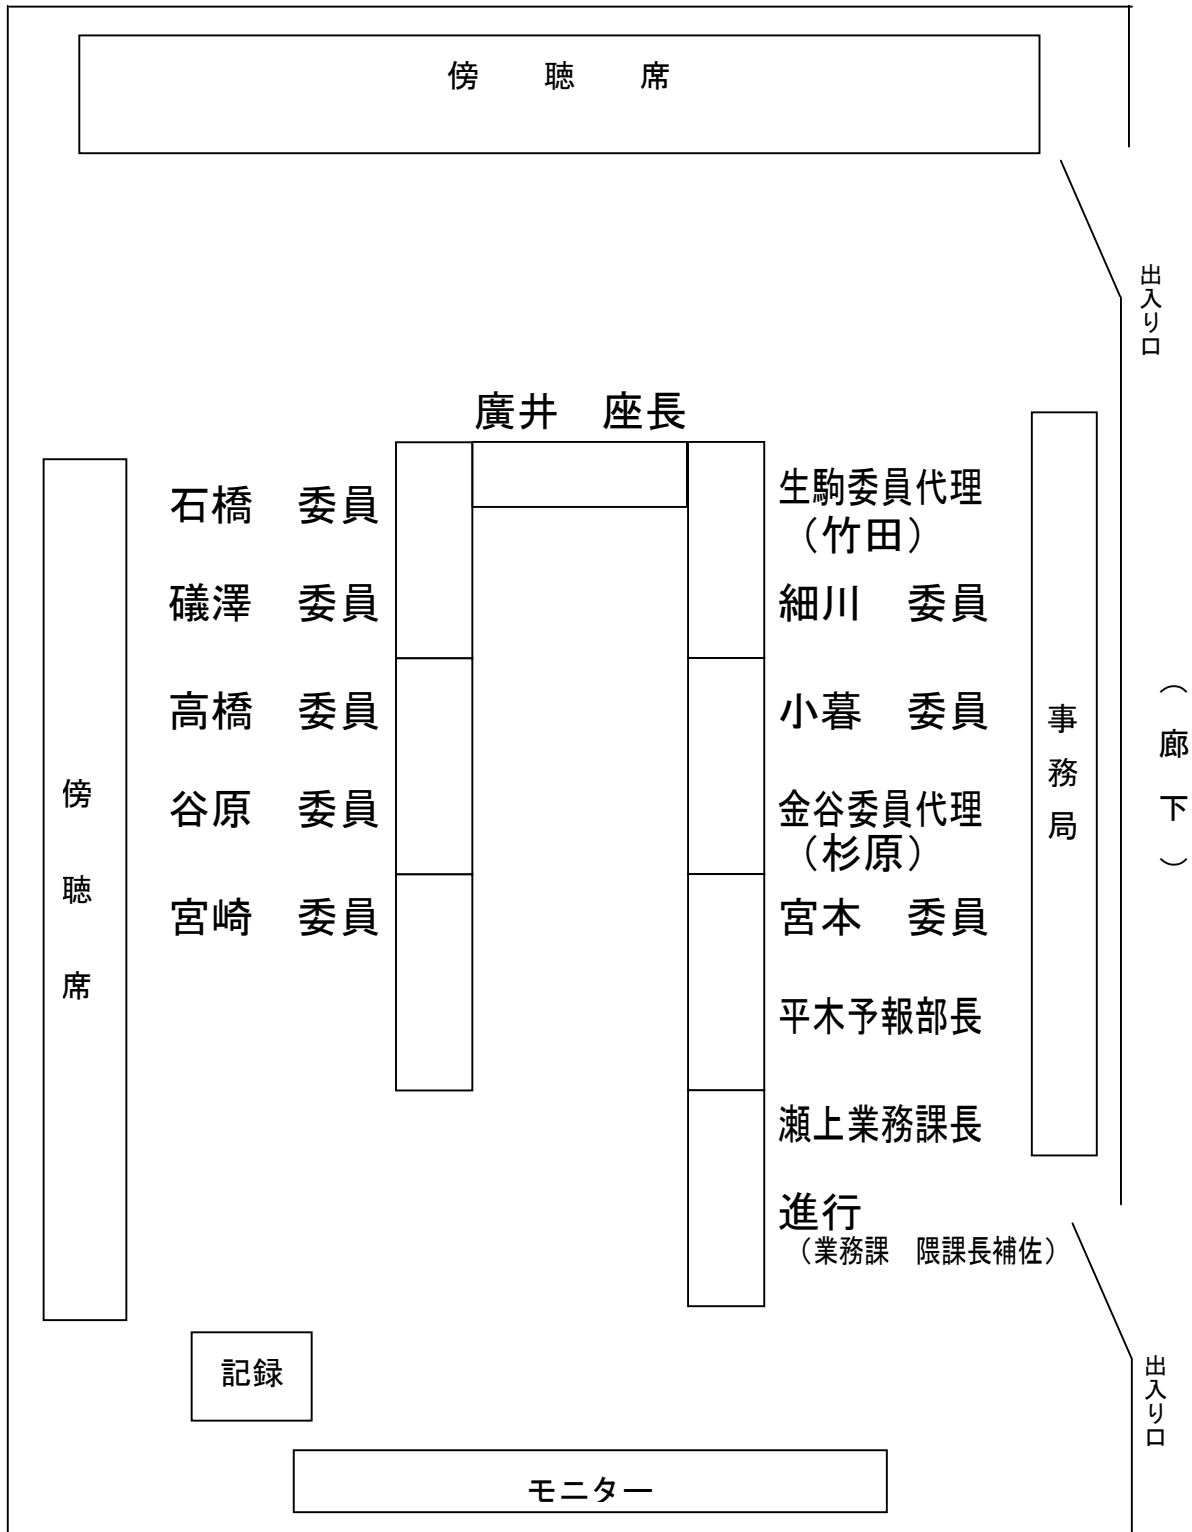 傍　聴　席
出入り口
廣井　座長
石橋　委員
礒澤　委員
高橋　委員
谷原　委員
宮崎　委員
生駒委員代理
（竹田）
細川　委員
小暮　委員
金谷委員代理
（杉原）
宮本　委員
平木予報部長
瀬上業務課長
進行
（業務課　隈課長補佐）
傍聴席
事務局
（廊下）
記録
出入り口
モニター